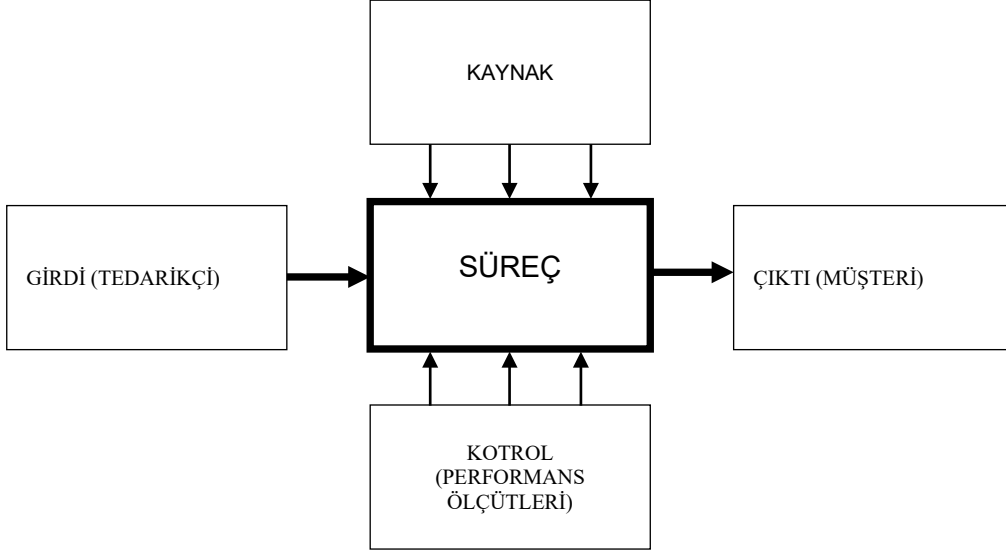 KAYNAK
GİRDİ (TEDARİKÇİ)
SÜREÇ
ÇIKTI (MÜŞTERİ)
KOTROL
(PERFORMANS
ÖLÇÜTLERİ)